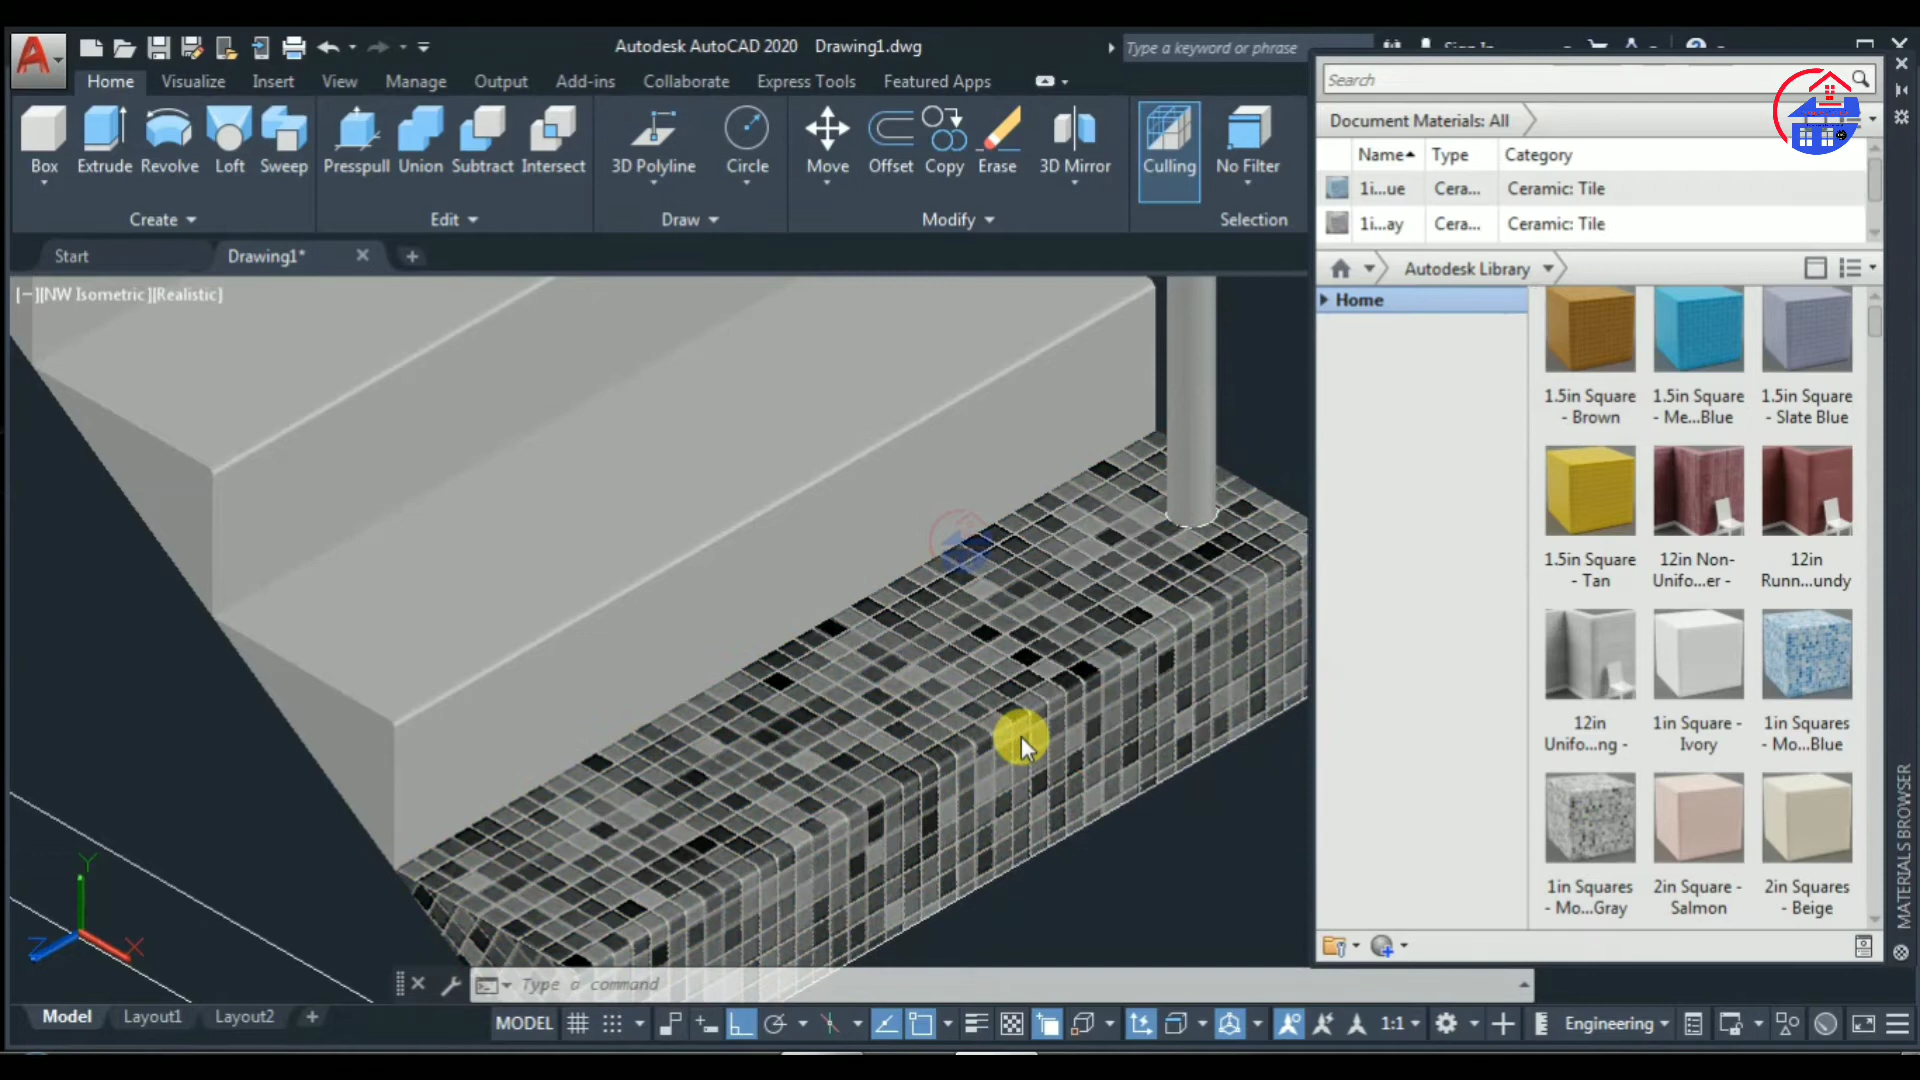 Autodesk AutoCAD 2020 Drawing1.dwg
Type a keyword or phrase
Sign In
Home Visualize Insert View Manage Output Add-ins Collaborate Express Tools Featured Apps
Box Extrude Revolve Loft Sweep Presspull Union Subtract Intersect 3D Polyline Circle Move Offset Copy Erase 3D Mirror Culling No Filter
Create Edit Draw Modify Selection
Start Drawing1*
[−][NW Isometric][Realistic]
Search
Document Materials: All
Name Type Category
1i...ue Cera... Ceramic: Tile
1i...ay Cera... Ceramic: Tile
Autodesk Library
Home
1.5in Square - Brown
1.5in Square - Me...Blue
1.5in Square - Slate Blue
1.5in Square - Tan
12in Non-Unifo...er -
12in Runn...undy
12in Unifo...ng -
1in Square - Ivory
1in Squares - Mo...Blue
1in Squares - Mo...Gray
2in Square - Salmon
2in Squares - Beige
MATERIALS BROWSER
Y
Z
X
Type a command
Model Layout1 Layout2
MODEL
1:1
Engineering